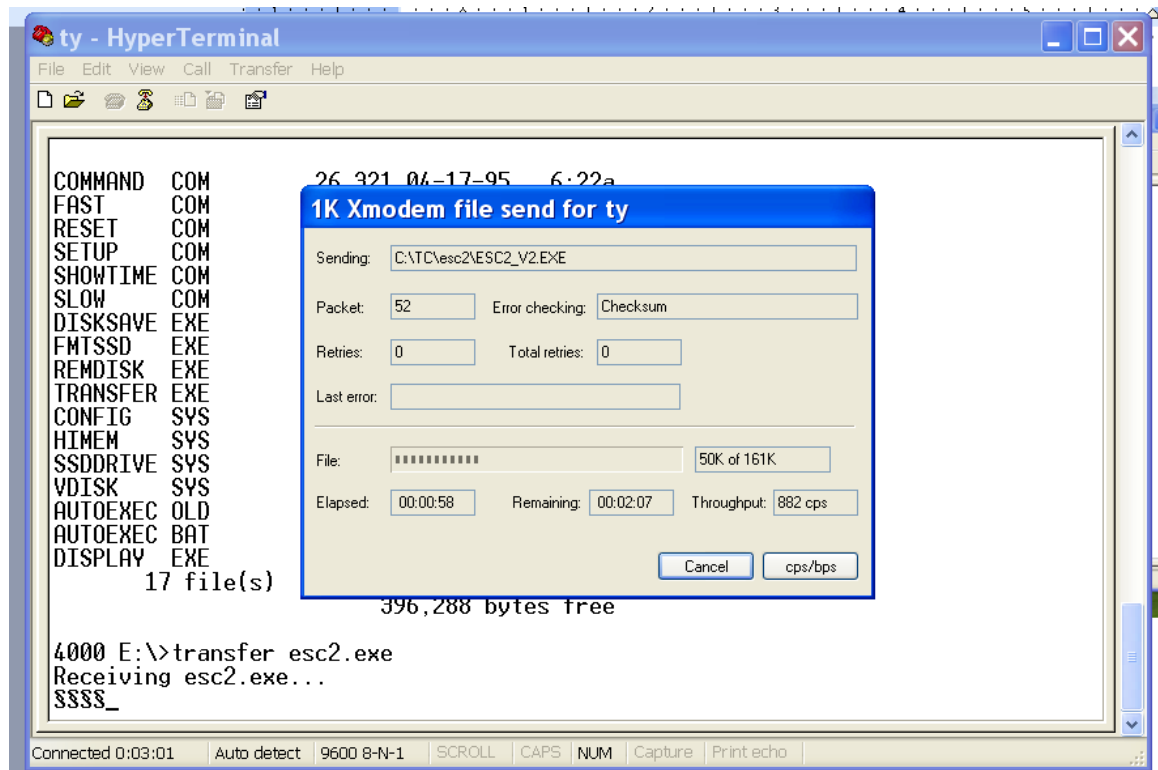 ty - HyperTerminal
File Edit View Call Transfer Help
COMMAND COM 26,321 04-17-95 6:22a
FAST COM
RESET COM
SETUP COM
SHOWTIME COM
SLOW COM
DISKSAVE EXE
FMTSSD EXE
REMDISK EXE
TRANSFER EXE
CONFIG SYS
HIMEM SYS
SSDDRIVE SYS
VDISK SYS
AUTOEXEC OLD
AUTOEXEC BAT
DISPLAY EXE
17 file(s)
396,288 bytes free
4000 E:\>transfer esc2.exe
Receiving esc2.exe...
§§§§_
1K Xmodem file send for ty
Sending: C:\TC\esc2\ESC2_V2.EXE
Packet: 52 Error checking: Checksum
Retries: 0 Total retries: 0
Last error:
File: 50K of 161K
Elapsed: 00:00:58 Remaining: 00:02:07 Throughput: 882 cps
Cancel cps/bps
Connected 0:03:01 Auto detect 9600 8-N-1 SCROLL CAPS NUM Capture Print echo